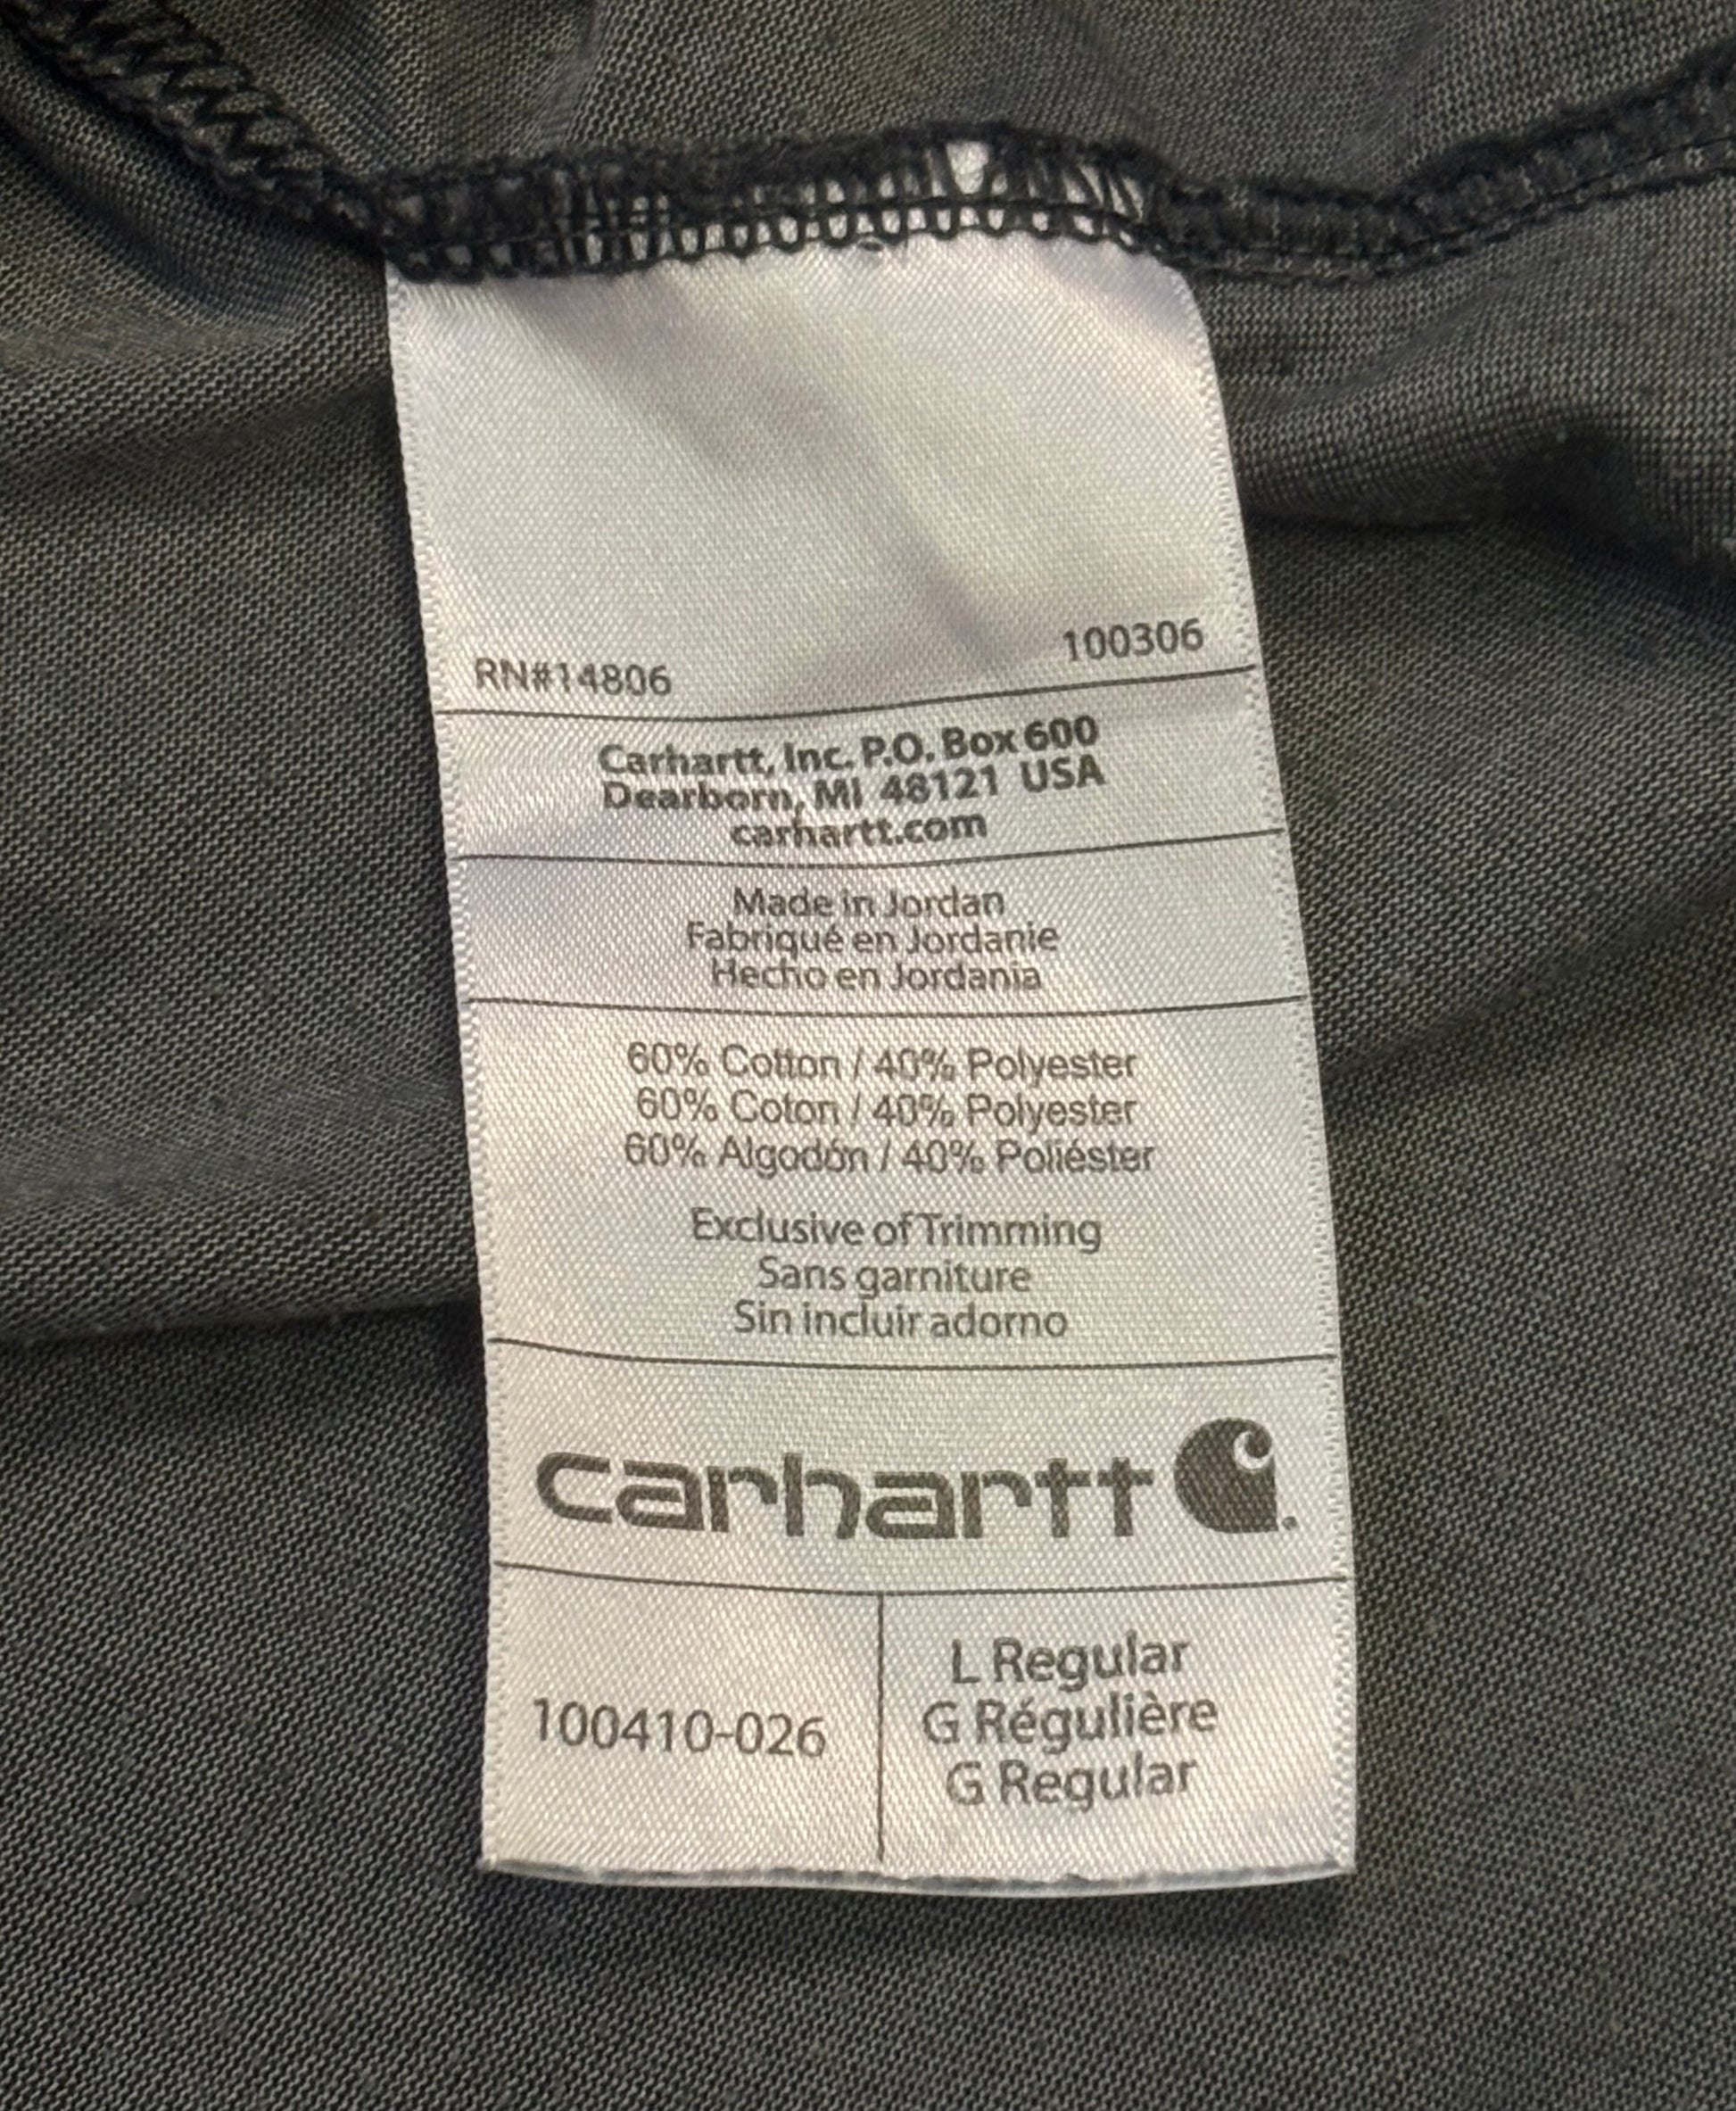 RN#14806 100306
Carhartt, Inc. P.O. Box 600
Dearborn, MI 48121 USA
carhartt.com
Made in Jordan
Fabriqué en Jordanie
Hecho en Jordania
60% Cotton / 40% Polyester
60% Coton / 40% Polyester
60% Algodón / 40% Poliéster
Exclusive of Trimming
Sans garniture
Sin incluir adorno
carhartt
100410-026
L Regular
G Régulière
G Regular